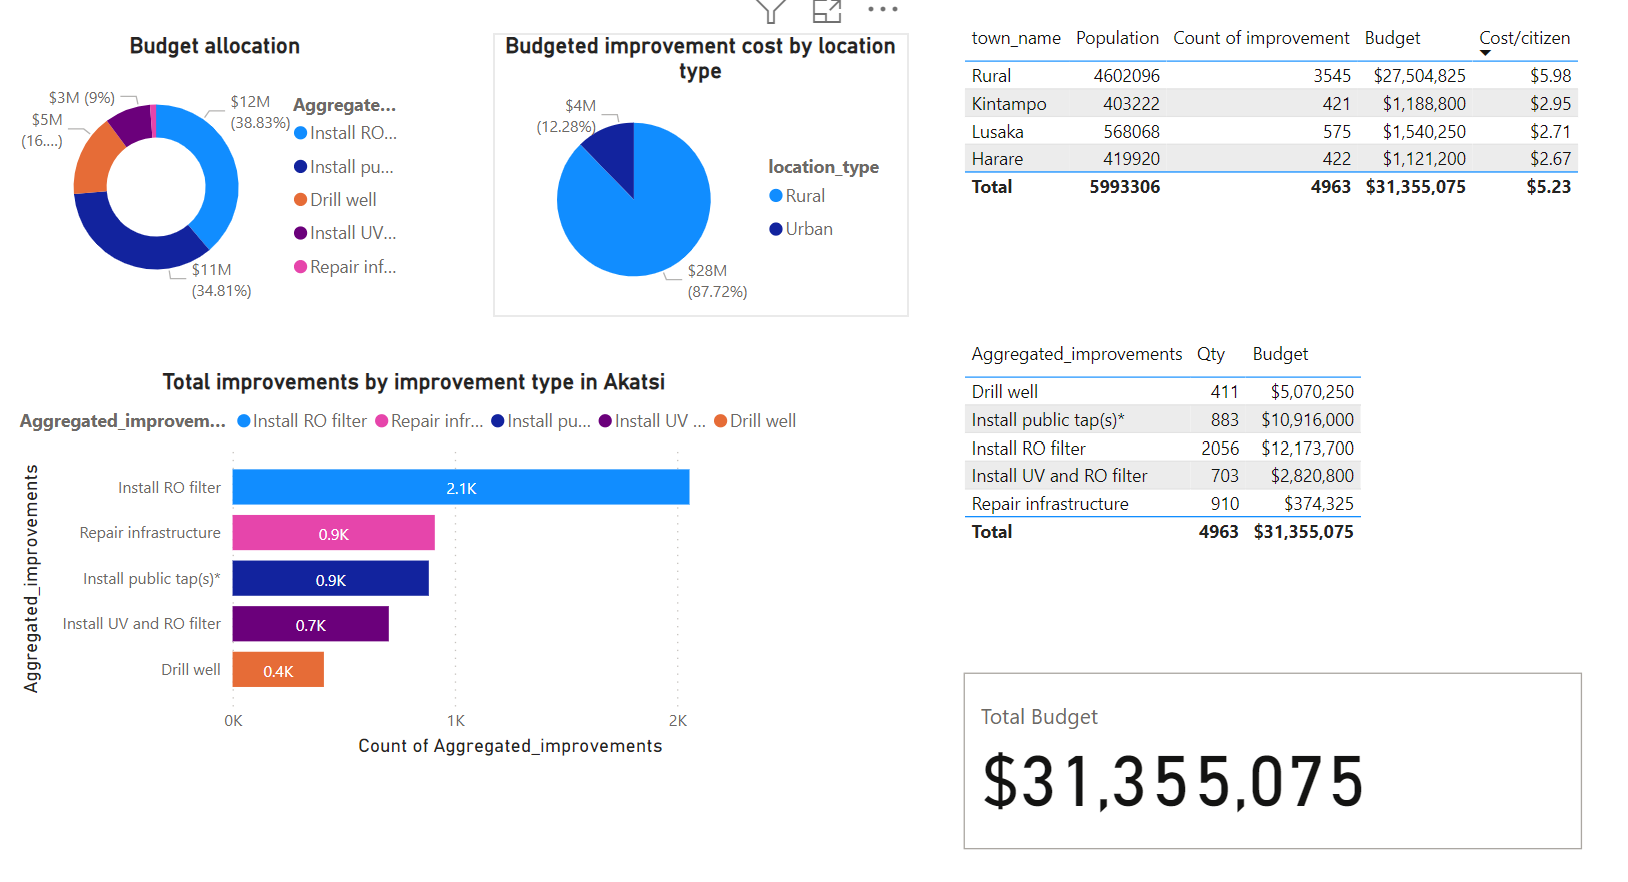 Budget allocation
$3M (9%)
$5M
(16....)
$12M
(38.83%)
$11M
(34.81%)
Aggregate...
Install RO...
Install pu...
Drill well
Install UV...
Repair inf...
Budgeted improvement cost by location
type
$4M
(12.28%)
$28M
(87.72%)
location_type
Rural
Urban
town_name Population Count of improvement Budget Cost/citizen
Rural 4602096 3545 $27,504,825 $5.98
Kintampo 403222 421 $1,188,800 $2.95
Lusaka 568068 575 $1,540,250 $2.71
Harare 419920 422 $1,121,200 $2.67
Total 5993306 4963 $31,355,075 $5.23
Total improvements by improvement type in Akatsi
Aggregated_improvem... Install RO filter Repair infr... Install pu... Install UV ... Drill well
Aggregated_improvements
Install RO filter 2.1K
Repair infrastructure 0.9K
Install public tap(s)* 0.9K
Install UV and RO filter 0.7K
Drill well 0.4K
0K 1K 2K
Count of Aggregated_improvements
Aggregated_improvements Qty Budget
Drill well 411 $5,070,250
Install public tap(s)* 883 $10,916,000
Install RO filter 2056 $12,173,700
Install UV and RO filter 703 $2,820,800
Repair infrastructure 910 $374,325
Total 4963 $31,355,075
Total Budget
$31,355,075